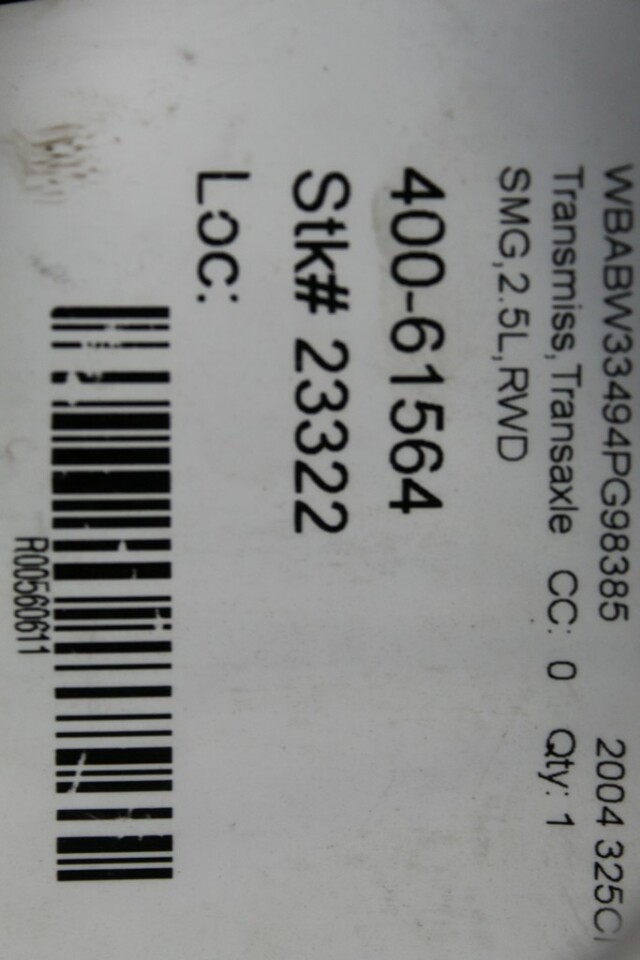 WBABW33494PG98385 2004 325Ci
Transmiss,Transaxle CC: 0 Qty: 1
SMG,2.5L,RWD
400-61564
Stk# 23322
Loc:
R00560611